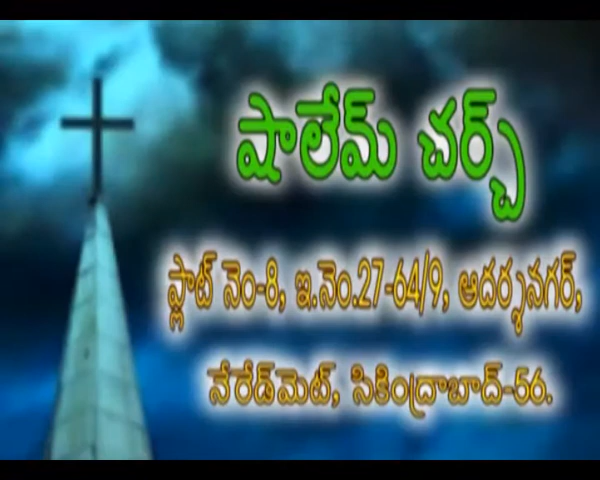 షాలేమ్ చర్చ్
ప్లాట్ నెం-8, ఇ.నెం.27-64/9, ఆదర్శనగర్,
నేరేడ్‌మెట్, సికింద్రాబాద్-56.